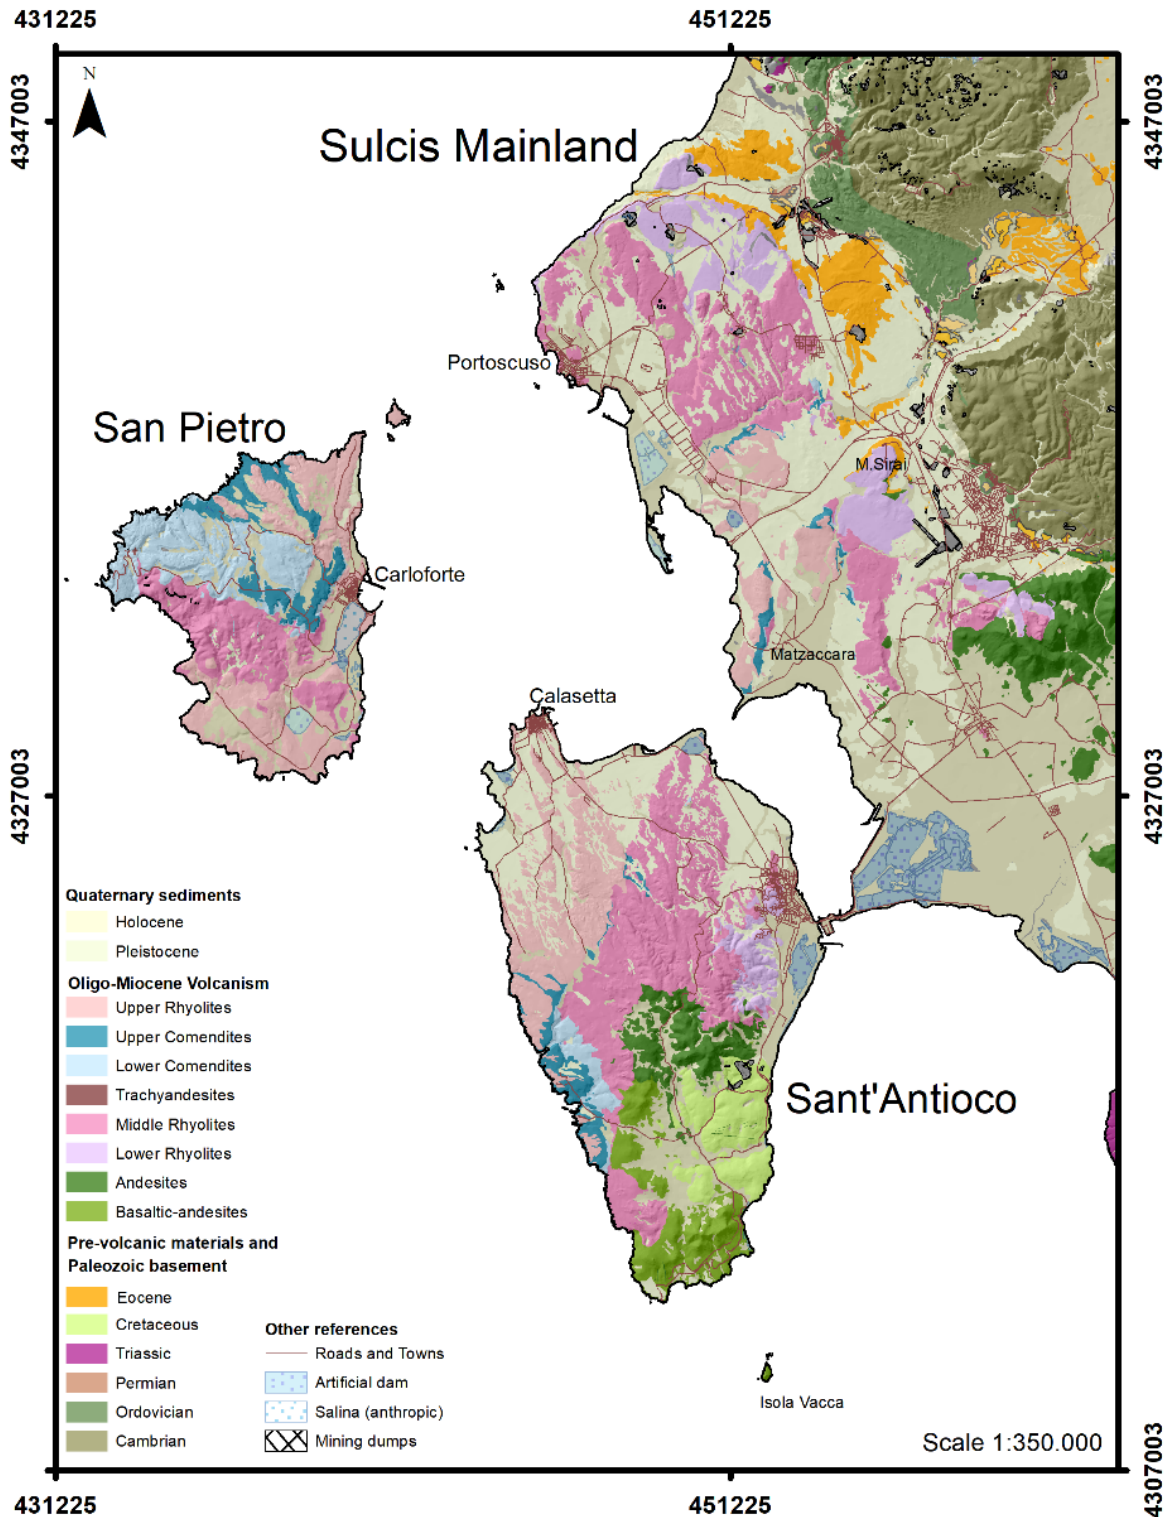 431225
451225
4347003
4347003
N
Sulcis Mainland
Portoscuso
San Pietro
M.Sirai
Carloforte
Matzaccara
Calasetta
4327003
4327003
Quaternary sediments
Holocene
Pleistocene
Oligo-Miocene Volcanism
Upper Rhyolites
Upper Comendites
Lower Comendites
Trachyandesites
Middle Rhyolites
Lower Rhyolites
Andesites
Basaltic-andesites
Sant'Antioco
Pre-volcanic materials and
Paleozoic basement
Eocene
Cretaceous
Triassic
Permian
Ordovician
Cambrian
Other references
Roads and Towns
Artificial dam
Salina (anthropic)
Mining dumps
Isola Vacca
Scale 1:350.000
4307003
431225
451225